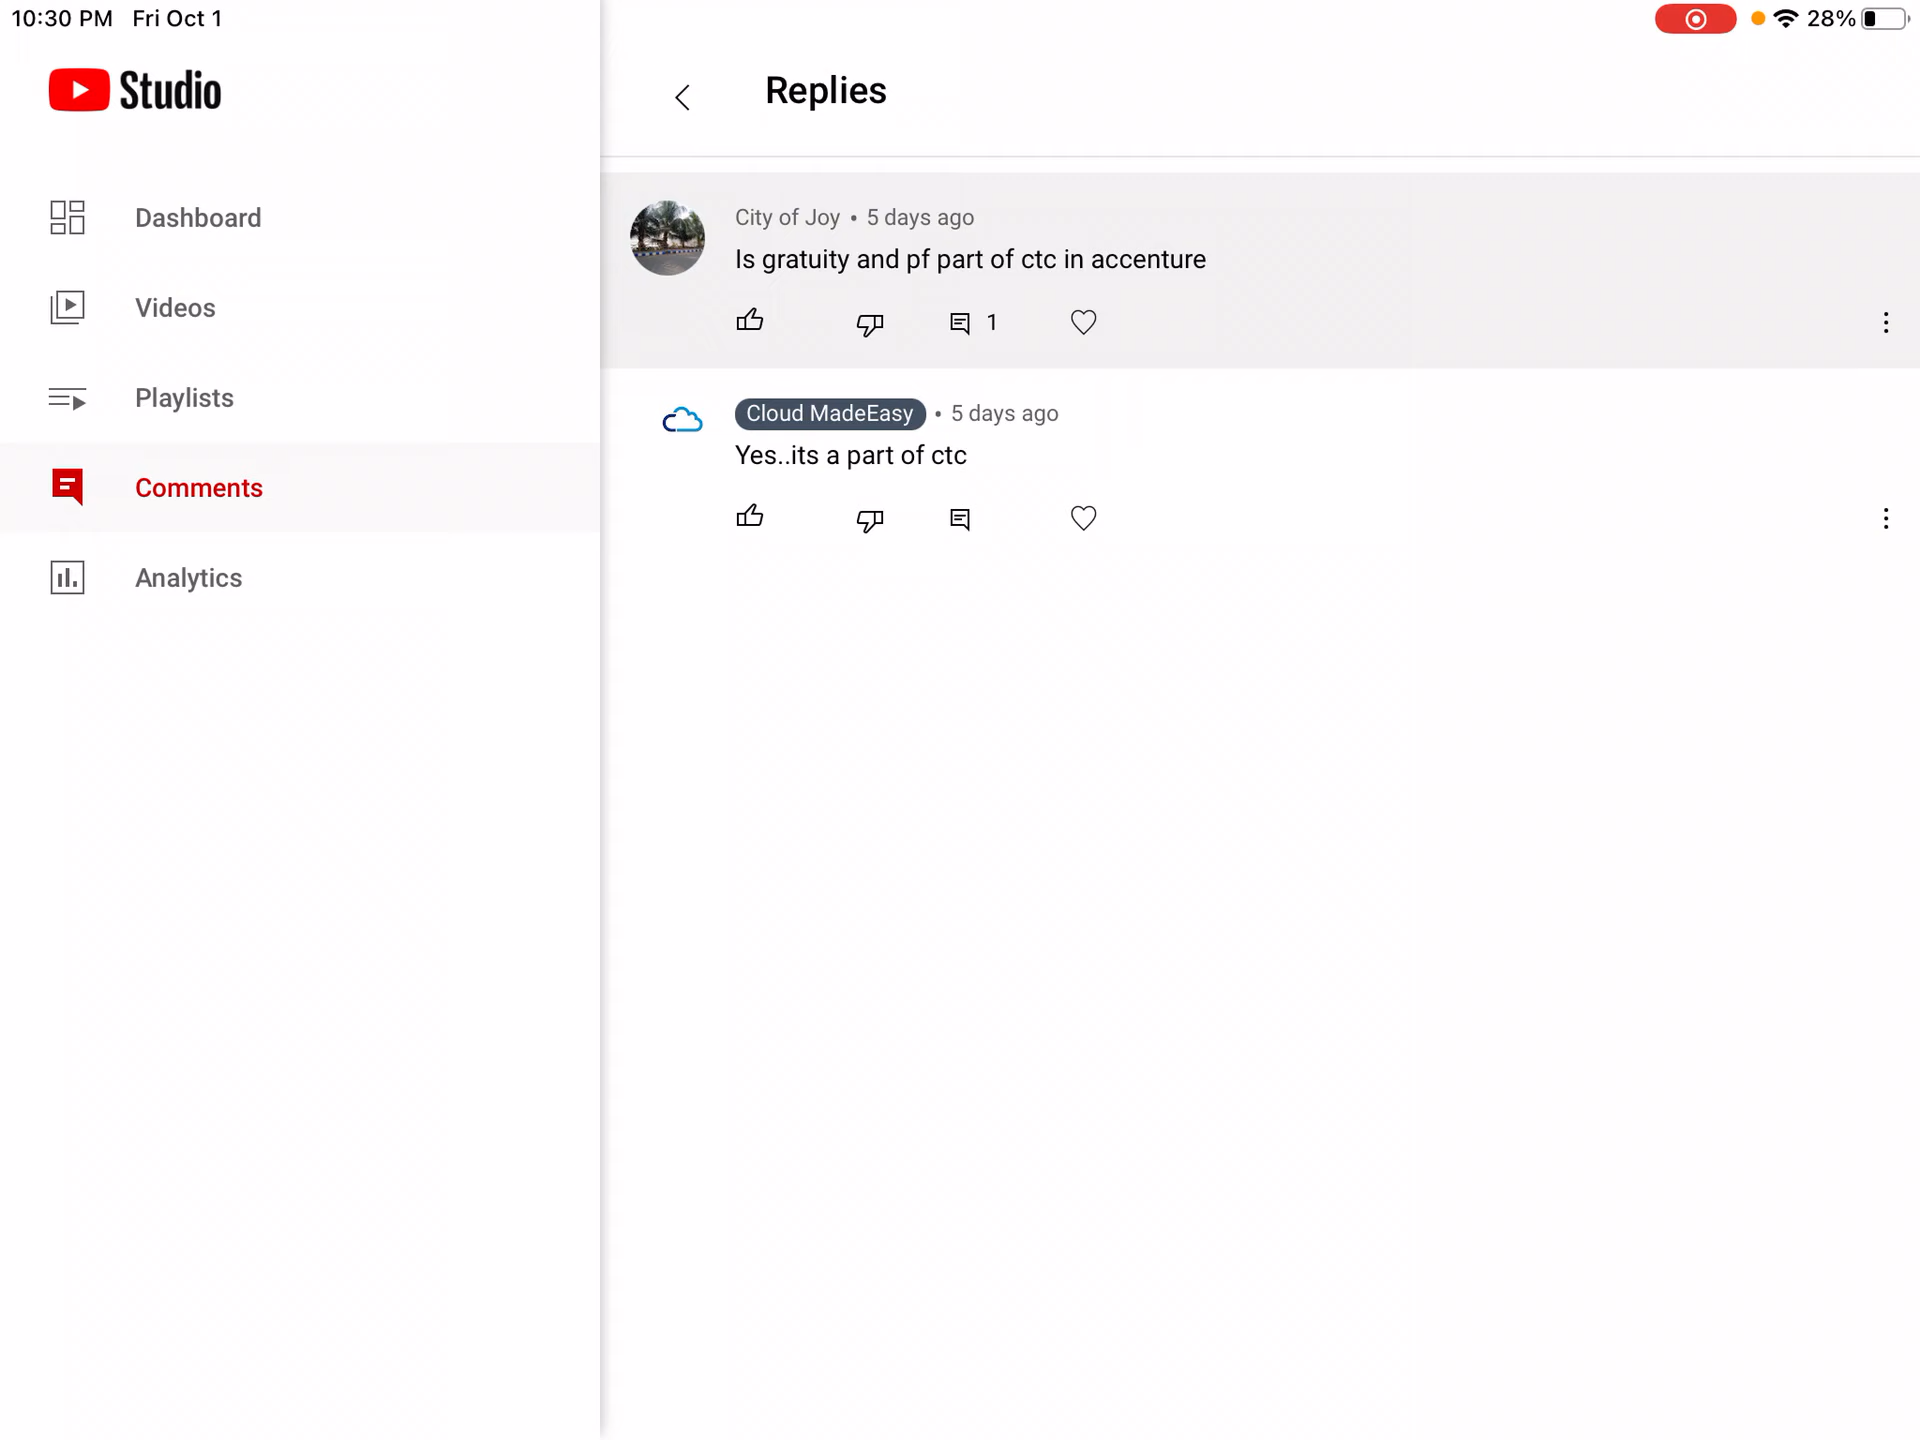 10:30 PM Fri Oct 1
28%
Studio
Dashboard
Videos
Playlists
Comments
Analytics
Replies
City of Joy • 5 days ago
Is gratuity and pf part of ctc in accenture
1
Cloud MadeEasy • 5 days ago
Yes..its a part of ctc